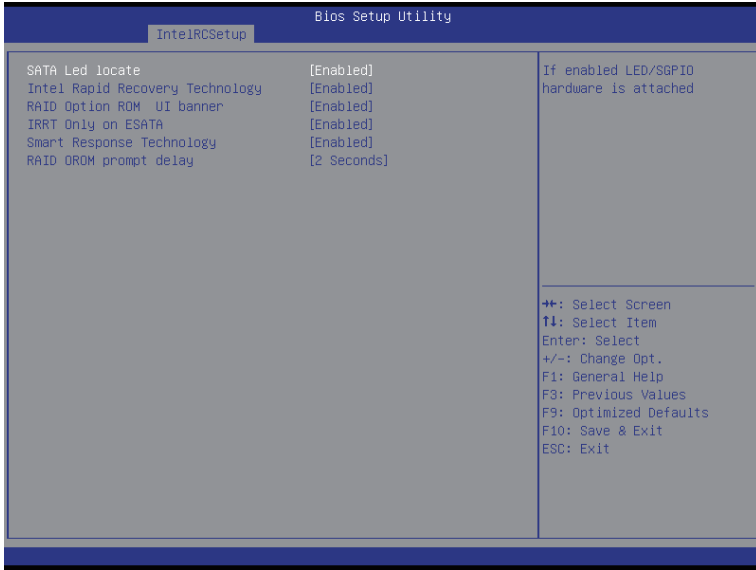 Bios Setup Utility
IntelRCSetup
SATA Led locate [Enabled]
Intel Rapid Recovery Technology [Enabled]
RAID Option ROM  UI banner [Enabled]
IRRT Only on ESATA [Enabled]
Smart Response Technology [Enabled]
RAID OROM prompt delay [2 Seconds]
If enabled LED/SGPIO
hardware is attached
→←: Select Screen
↑↓: Select Item
Enter: Select
+/-: Change Opt.
F1: General Help
F3: Previous Values
F9: Optimized Defaults
F10: Save & Exit
ESC: Exit